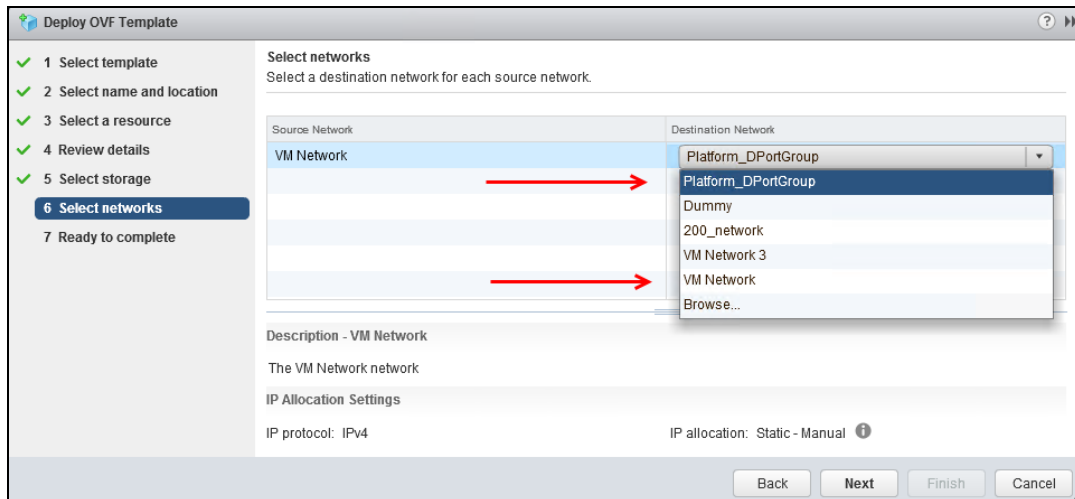 Deploy OVF Template
?
1 Select template
2 Select name and location
3 Select a resource
4 Review details
5 Select storage
6 Select networks
7 Ready to complete
Select networks
Select a destination network for each source network.
Source Network Destination Network
VM Network Platform_DPortGroup
Platform_DPortGroup
Dummy
200_network
VM Network 3
VM Network
Browse...
Description - VM Network
The VM Network network
IP Allocation Settings
IP protocol: IPv4 IP allocation: Static - Manual
Back Next Finish Cancel